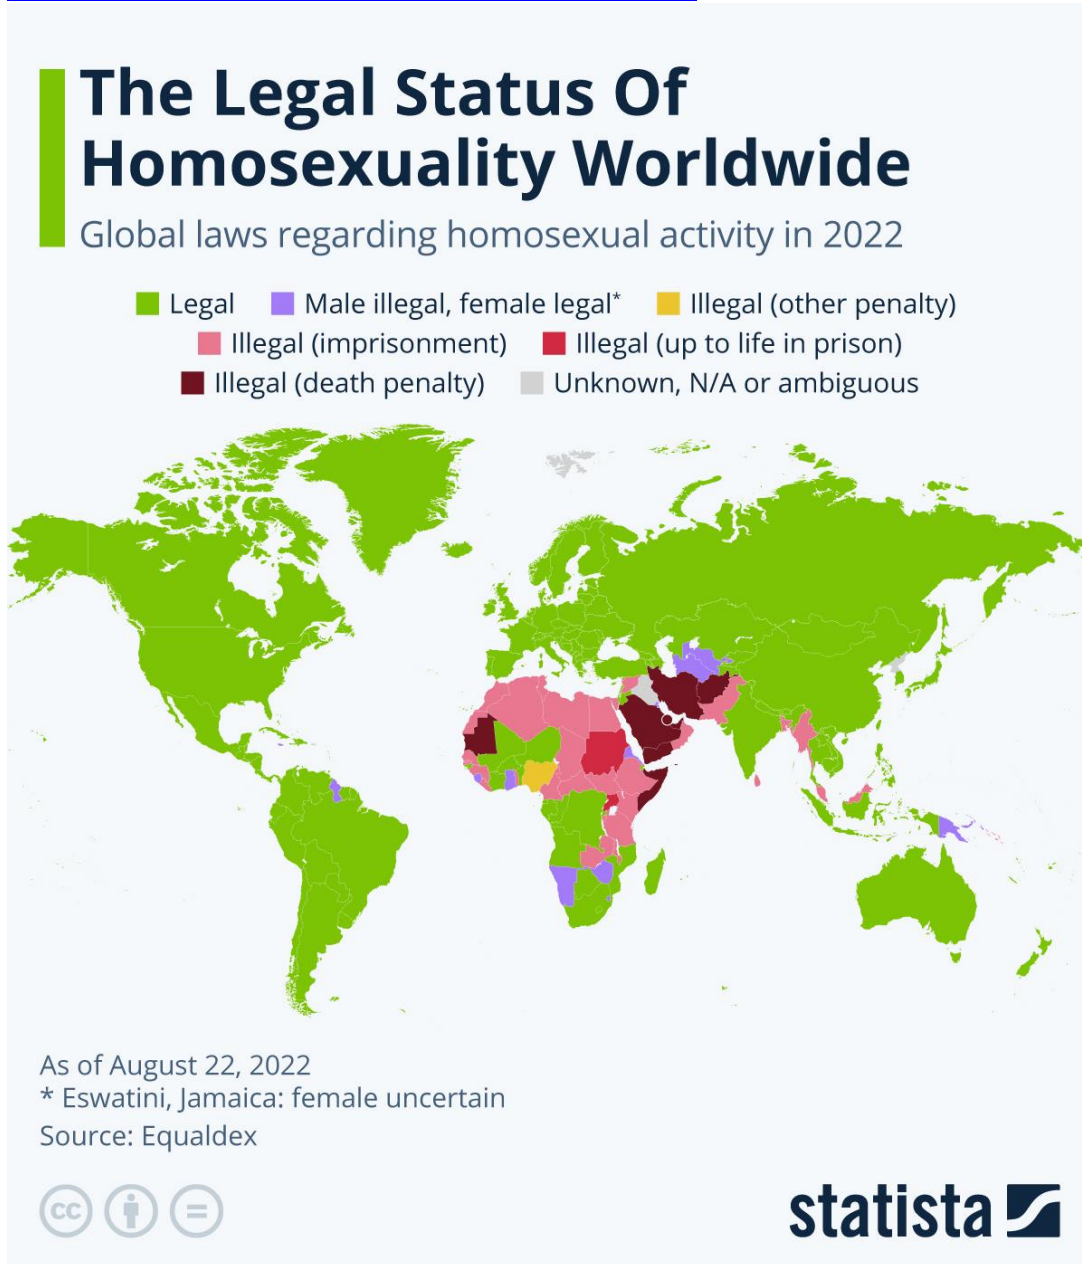 The Legal Status Of
Homosexuality Worldwide
Global laws regarding homosexual activity in 2022
Legal Male illegal, female legal* Illegal (other penalty)
Illegal (imprisonment) Illegal (up to life in prison)
Illegal (death penalty) Unknown, N/A or ambiguous
As of August 22, 2022
* Eswatini, Jamaica: female uncertain
Source: Equaldex
cc =
statista